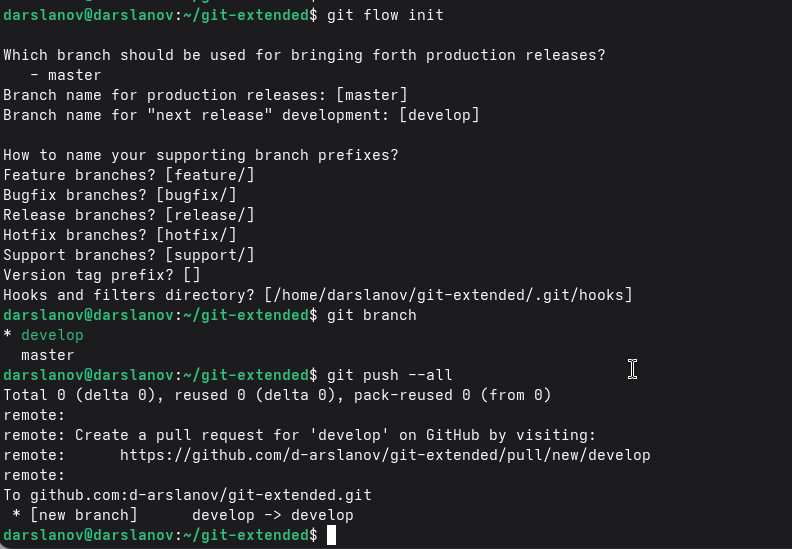 darslanov@darslanov:~/git-extended$ git flow init
Which branch should be used for bringing forth production releases?
   - master
Branch name for production releases: [master]
Branch name for "next release" development: [develop]
How to name your supporting branch prefixes?
Feature branches? [feature/]
Bugfix branches? [bugfix/]
Release branches? [release/]
Hotfix branches? [hotfix/]
Support branches? [support/]
Version tag prefix? []
Hooks and filters directory? [/home/darslanov/git-extended/.git/hooks]
darslanov@darslanov:~/git-extended$ git branch
* develop
  master
darslanov@darslanov:~/git-extended$ git push --all
Total 0 (delta 0), reused 0 (delta 0), pack-reused 0 (from 0)
remote:
remote: Create a pull request for 'develop' on GitHub by visiting:
remote:      https://github.com/d-arslanov/git-extended/pull/new/develop
remote:
To github.com:d-arslanov/git-extended.git
 * [new branch]      develop -> develop
darslanov@darslanov:~/git-extended$